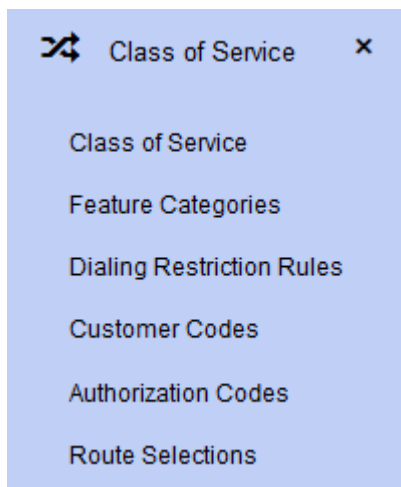 Class of Service ×
Class of Service
Feature Categories
Dialing Restriction Rules
Customer Codes
Authorization Codes
Route Selections